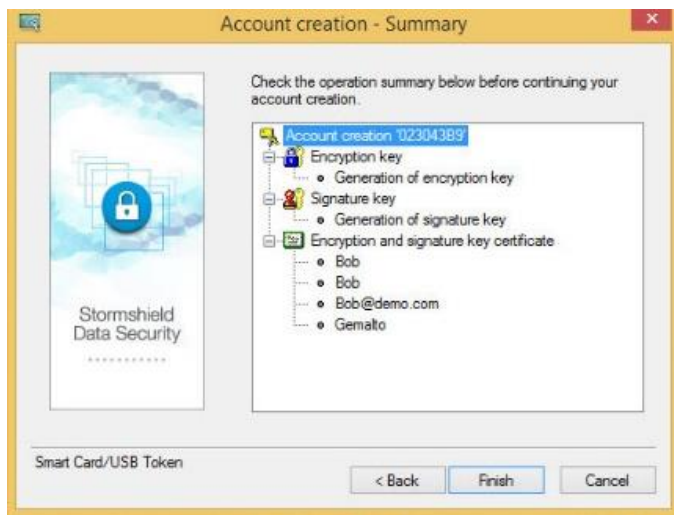 Account creation - Summary
Check the operation summary below before continuing your
account creation.
Account creation '023043B9'
Encryption key
Generation of encryption key
Signature key
Generation of signature key
Encryption and signature key certificate
Bob
Bob
Bob@demo.com
Gemalto
Stormshield
Data Security
Smart Card/USB Token
< Back
Finish
Cancel